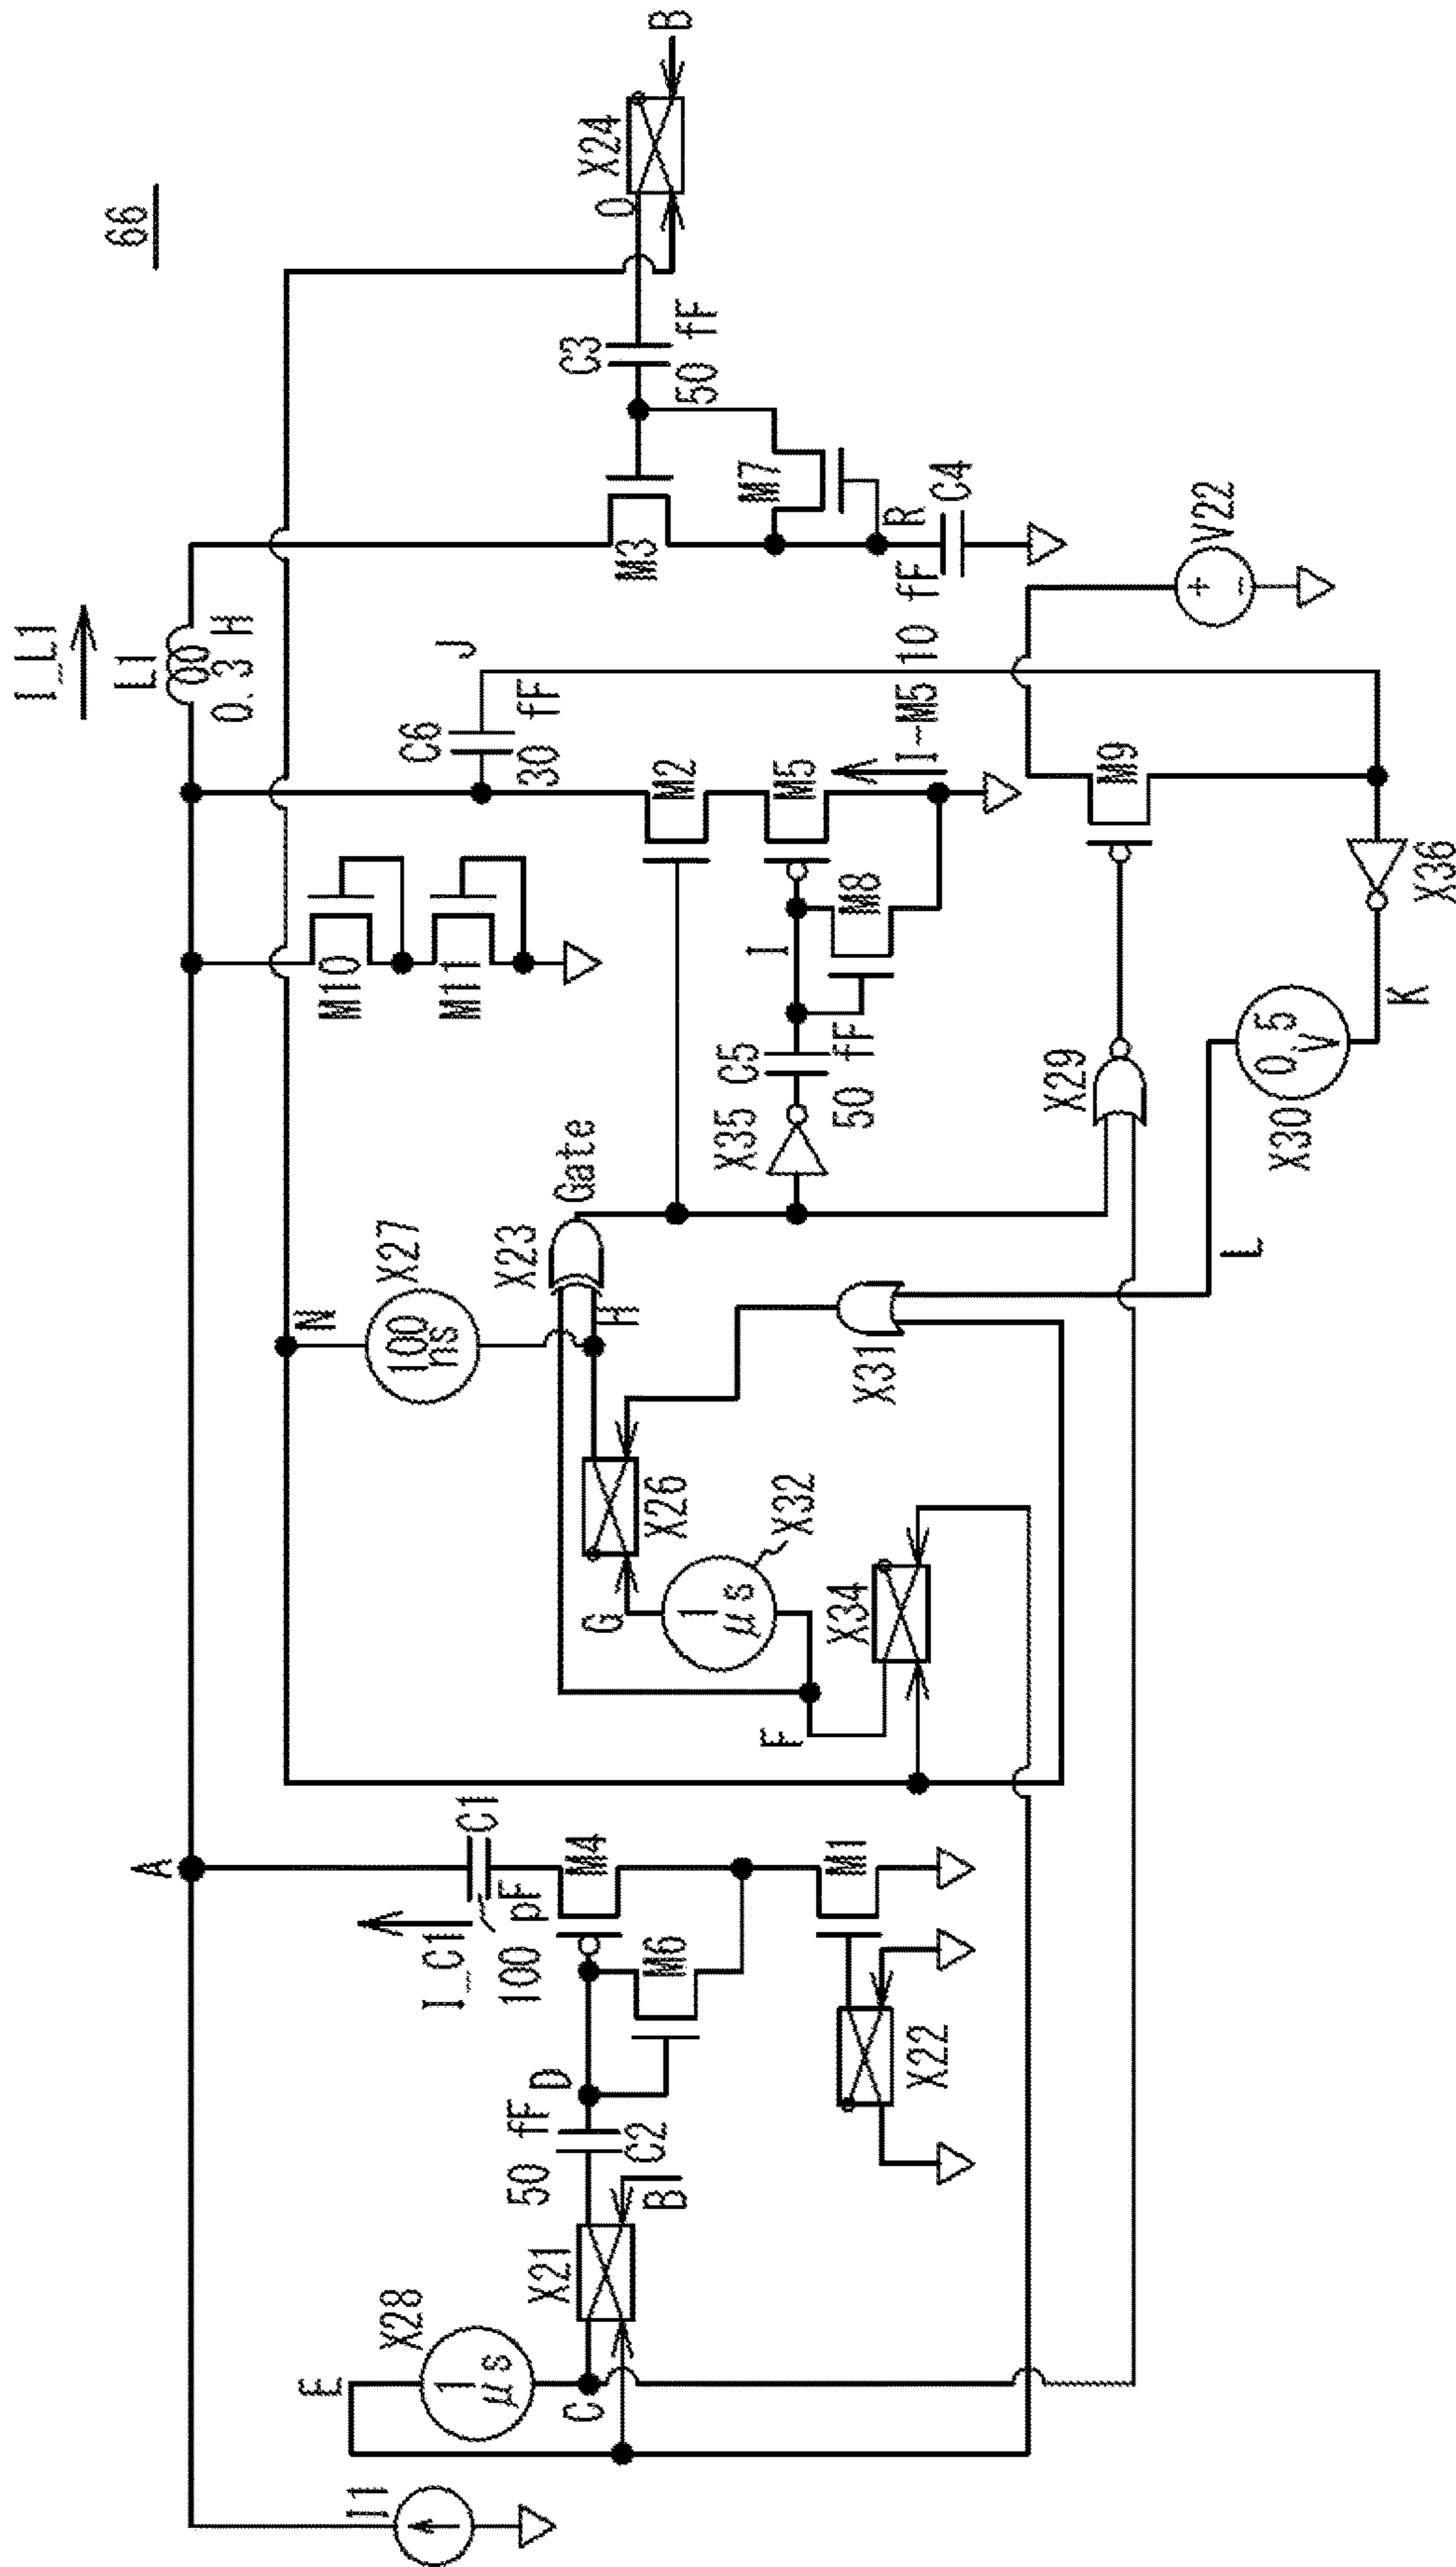 66
I_L1
L1
0.3 H
A
I1
E
X28
1
μs
C
X21
B
50 fF
C2
D
M6
I_C1
100 pF
C1
M4
M1
X22
N
X27
100
ns
X23
Gate
H
X26
G
1
μs
X32
F
X34
X31
L
M10
M11
J
C6
30 fF
M2
M5
I-M5
M8
I
C5
50 fF
X35
X29
M9
V22
+
-
X36
K
X30
0.5
V
M3
M7
R
C4
10 fF
C3
50 fF
Q
X24
B